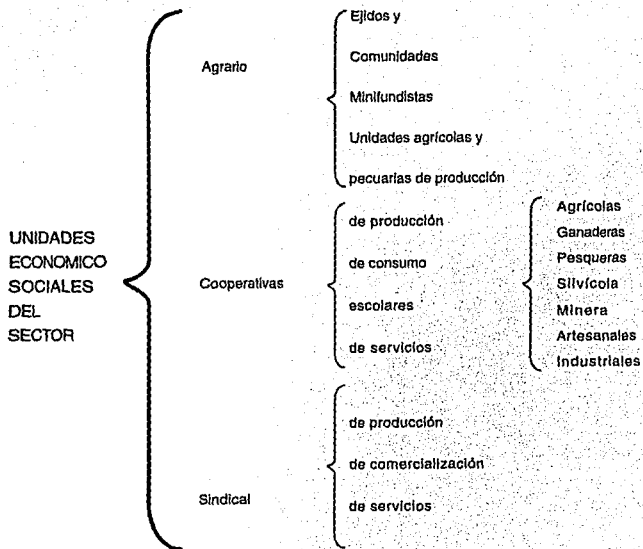 UNIDADES
ECONOMICO
SOCIALES
DEL
SECTOR
Agrario
Ejidos y
Comunidades
Minifundistas
Unidades agrícolas y
pecuarias de producción
Cooperativas
de producción
de consumo
escolares
de servicios
Agrícolas
Ganaderas
Pesqueras
Silvícola
Minera
Artesanales
Industriales
Sindical
de producción
de comercialización
de servicios